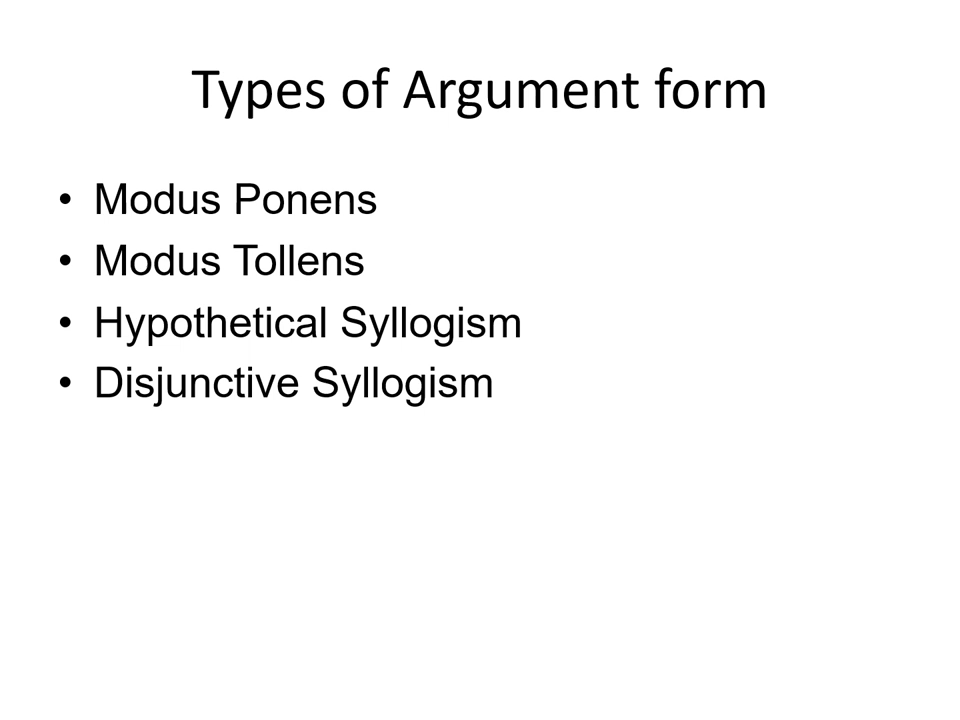 Types of Argument form
• Modus Ponens
• Modus Tollens
• Hypothetical Syllogism
• Disjunctive Syllogism